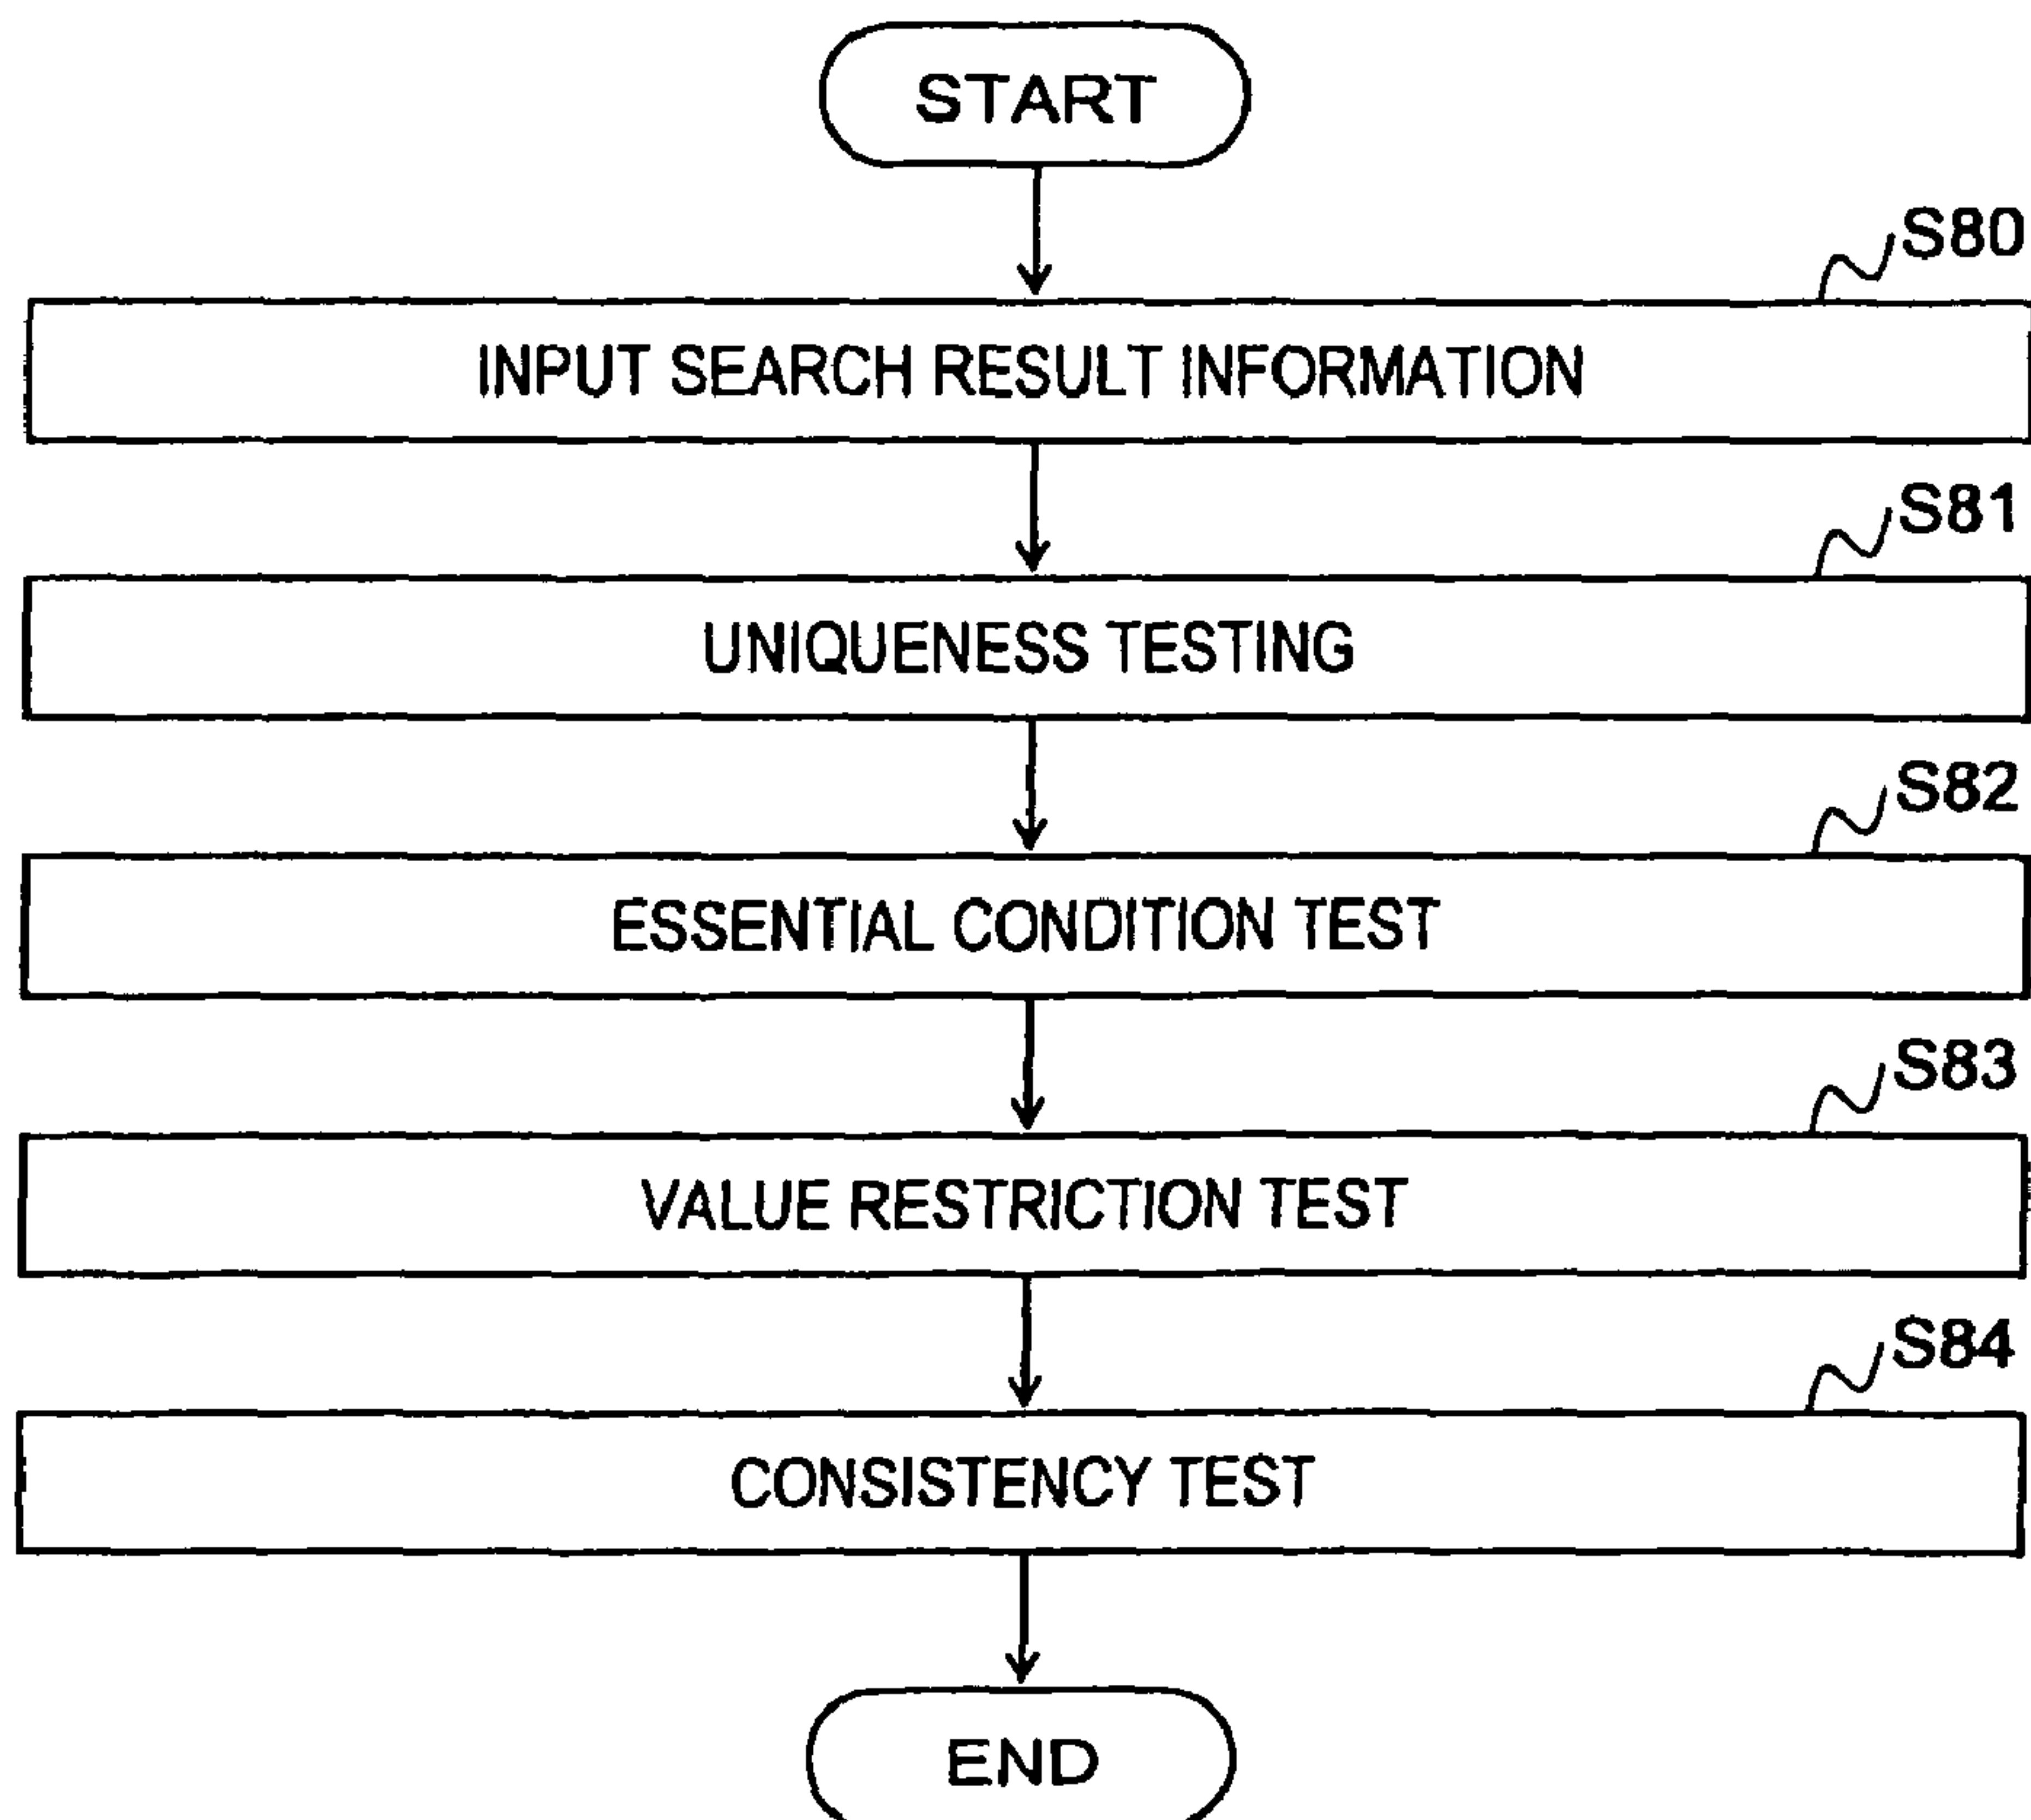 START
S80
INPUT SEARCH RESULT INFORMATION
S81
UNIQUENESS TESTING
S82
ESSENTIAL CONDITION TEST
S83
VALUE RESTRICTION TEST
S84
CONSISTENCY TEST
END